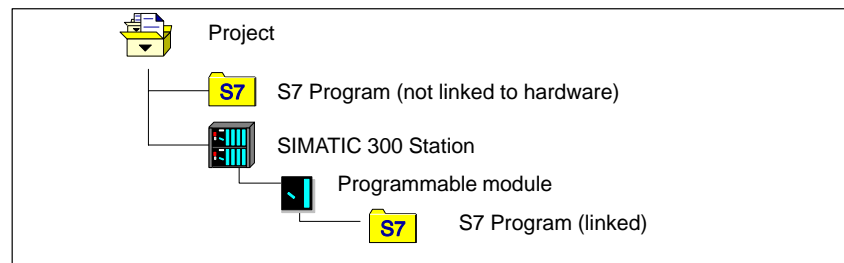 Project
S7 S7 Program (not linked to hardware)
SIMATIC 300 Station
Programmable module
S7 S7 Program (linked)